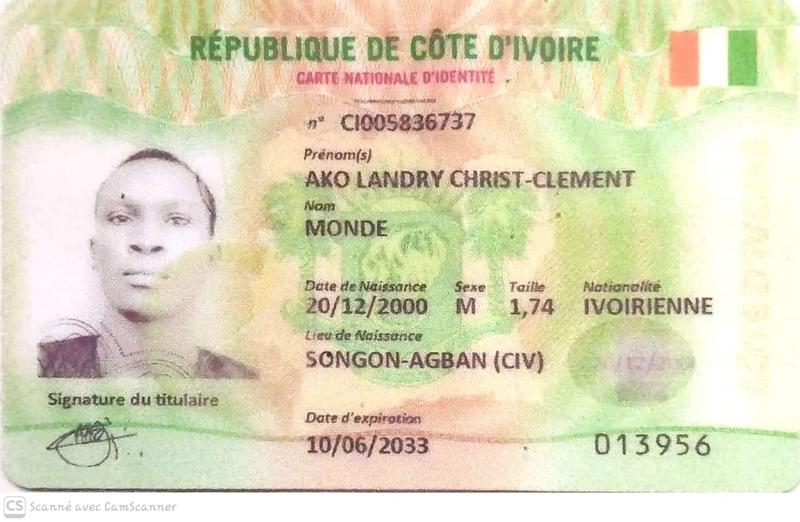 RÉPUBLIQUE DE CÔTE D'IVOIRE
CARTE NATIONALE D'IDENTITÉ
n° CI005836737
Prénom(s)
AKO LANDRY CHRIST-CLEMENT
Nom
MONDE
Date de Naissance Sexe Taille Nationalité
20/12/2000 M 1,74 IVOIRIENNE
Lieu de Naissance
SONGON-AGBAN (CIV)
Signature du titulaire
Date d'expiration
10/06/2033
013956
CS Scanné avec CamScanner